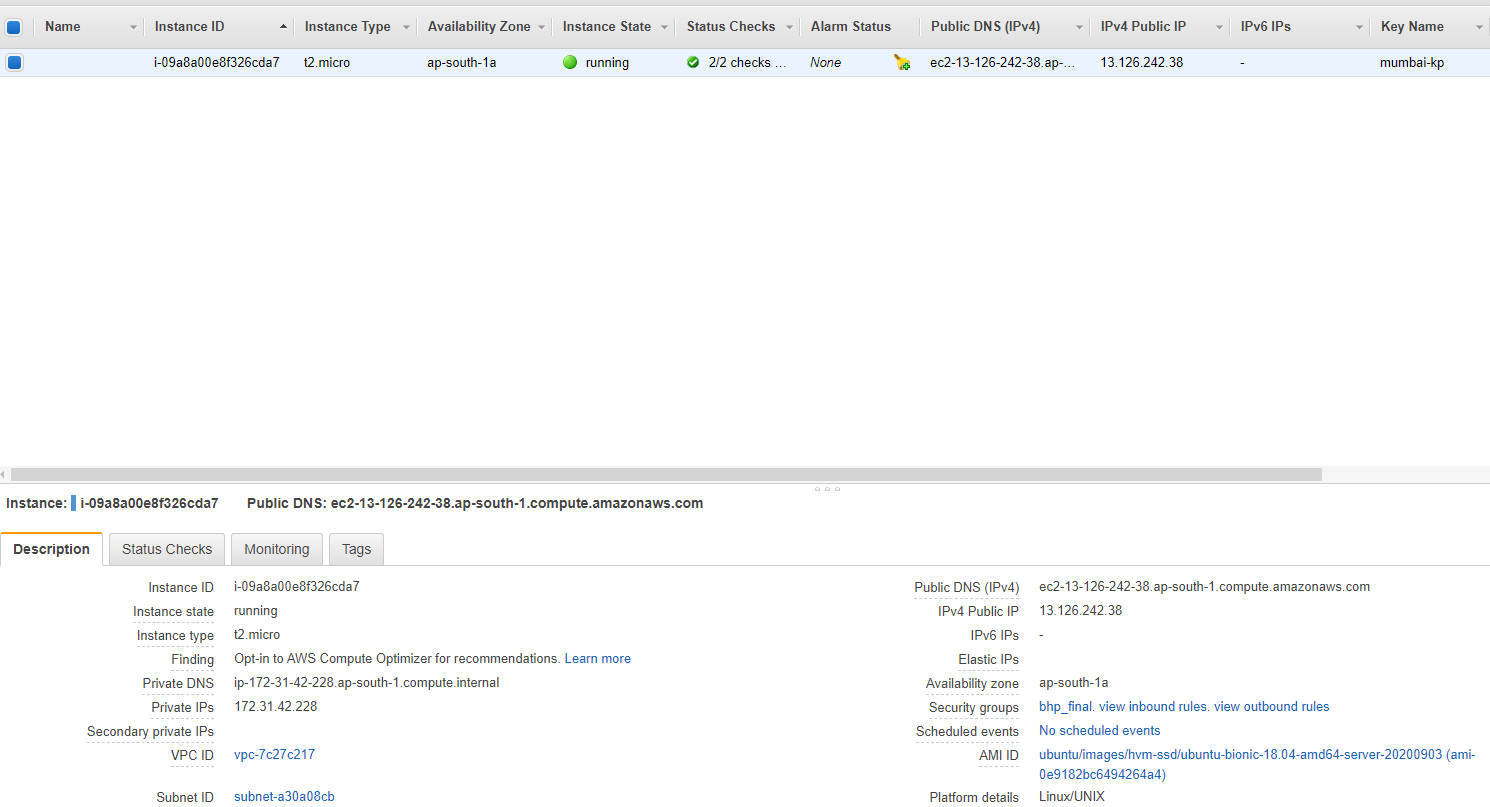 Name Instance ID Instance Type Availability Zone Instance State Status Checks Alarm Status Public DNS (IPv4) IPv4 Public IP IPv6 IPs Key Name
i-09a8a00e8f326cda7 t2.micro ap-south-1a running 2/2 checks ... None ec2-13-126-242-38.ap-... 13.126.242.38 - mumbai-kp
Instance: i-09a8a00e8f326cda7 Public DNS: ec2-13-126-242-38.ap-south-1.compute.amazonaws.com
Description Status Checks Monitoring Tags
Instance ID i-09a8a00e8f326cda7 Public DNS (IPv4) ec2-13-126-242-38.ap-south-1.compute.amazonaws.com
Instance state running IPv4 Public IP 13.126.242.38
Instance type t2.micro IPv6 IPs -
Finding Opt-in to AWS Compute Optimizer for recommendations. Learn more Elastic IPs
Private DNS ip-172-31-42-228.ap-south-1.compute.internal Availability zone ap-south-1a
Private IPs 172.31.42.228 Security groups bhp_final. view inbound rules. view outbound rules
Secondary private IPs Scheduled events No scheduled events
VPC ID vpc-7c27c217 AMI ID ubuntu/images/hvm-ssd/ubuntu-bionic-18.04-amd64-server-20200903 (ami-
0e9182bc6494264a4)
Subnet ID subnet-a30a08cb Platform details Linux/UNIX